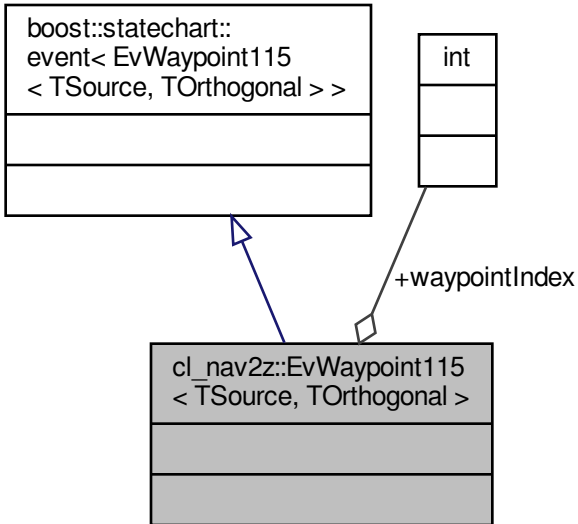 boost::statechart::
event< EvWaypoint115
< TSource, TOrthogonal > >
int
+waypointIndex
cl_nav2z::EvWaypoint115
< TSource, TOrthogonal >